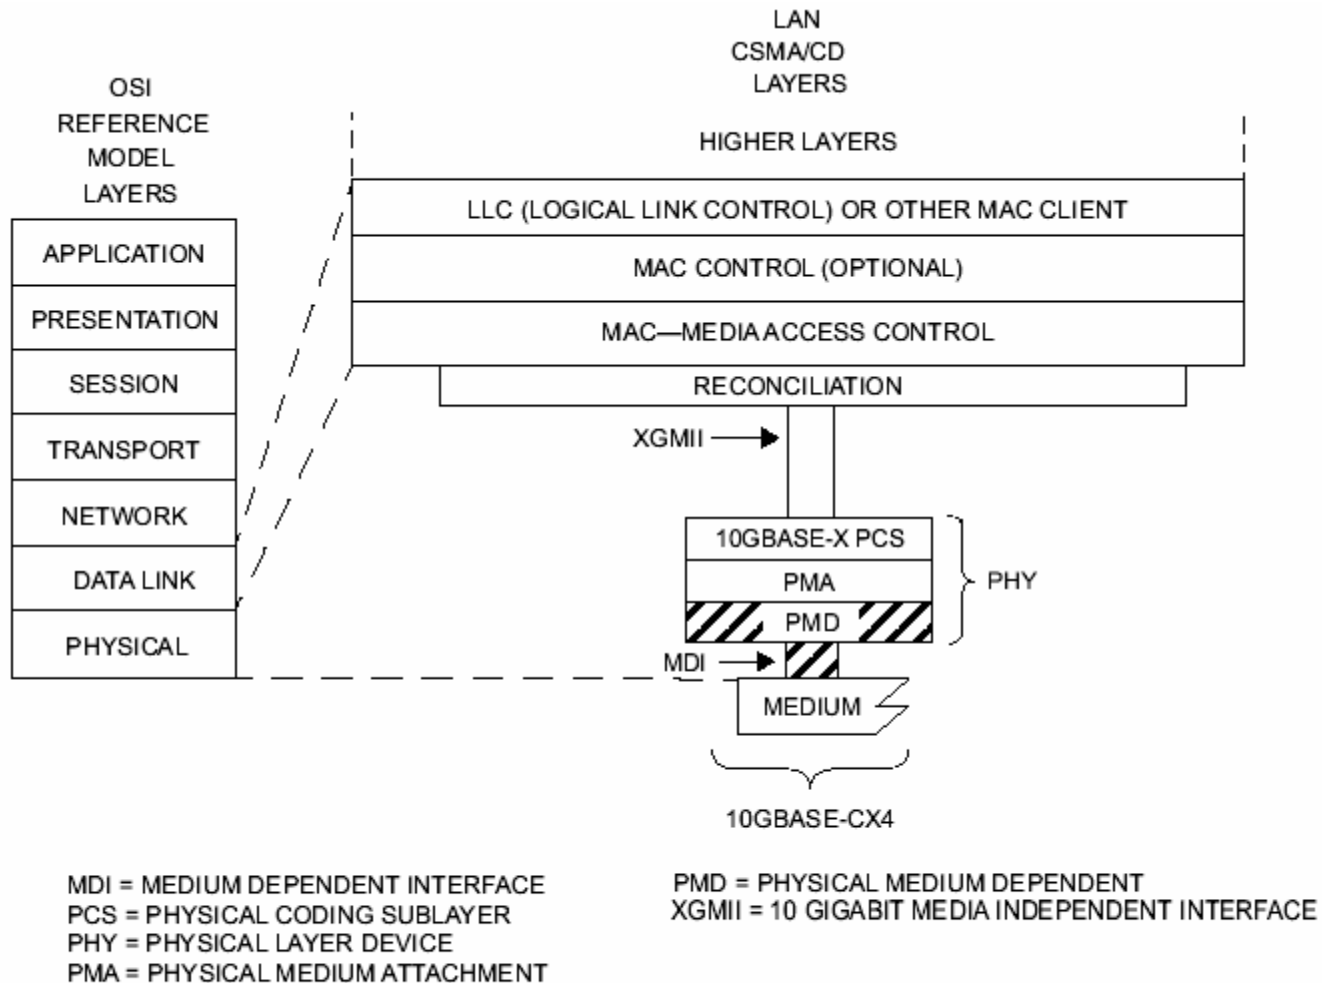 LAN
CSMA/CD
LAYERS
OSI
REFERENCE
MODEL
LAYERS
HIGHER LAYERS
LLC (LOGICAL LINK CONTROL) OR OTHER MAC CLIENT
APPLICATION
MAC CONTROL (OPTIONAL)
PRESENTATION
MAC—MEDIA ACCESS CONTROL
SESSION
RECONCILIATION
TRANSPORT
XGMII
NETWORK
10GBASE-X PCS
DATA LINK
PMA
PHY
PMD
PHYSICAL
MDI
MEDIUM
10GBASE-CX4
MDI = MEDIUM DEPENDENT INTERFACE
PCS = PHYSICAL CODING SUBLAYER
PHY = PHYSICAL LAYER DEVICE
PMA = PHYSICAL MEDIUM ATTACHMENT
PMD = PHYSICAL MEDIUM DEPENDENT
XGMII = 10 GIGABIT MEDIA INDEPENDENT INTERFACE